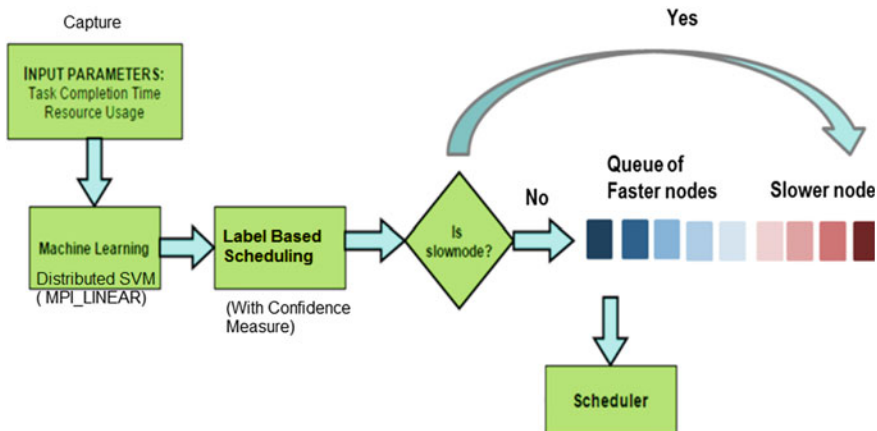 Capture
INPUT PARAMETERS:
Task Completion Time
Resource Usage
Machine Learning
Distributed SVM
( MPI_LINEAR)
Label Based
Scheduling
(With Confidence
Measure)
Is
slownode?
Yes
No
Queue of
Faster nodes
Slower node
Scheduler